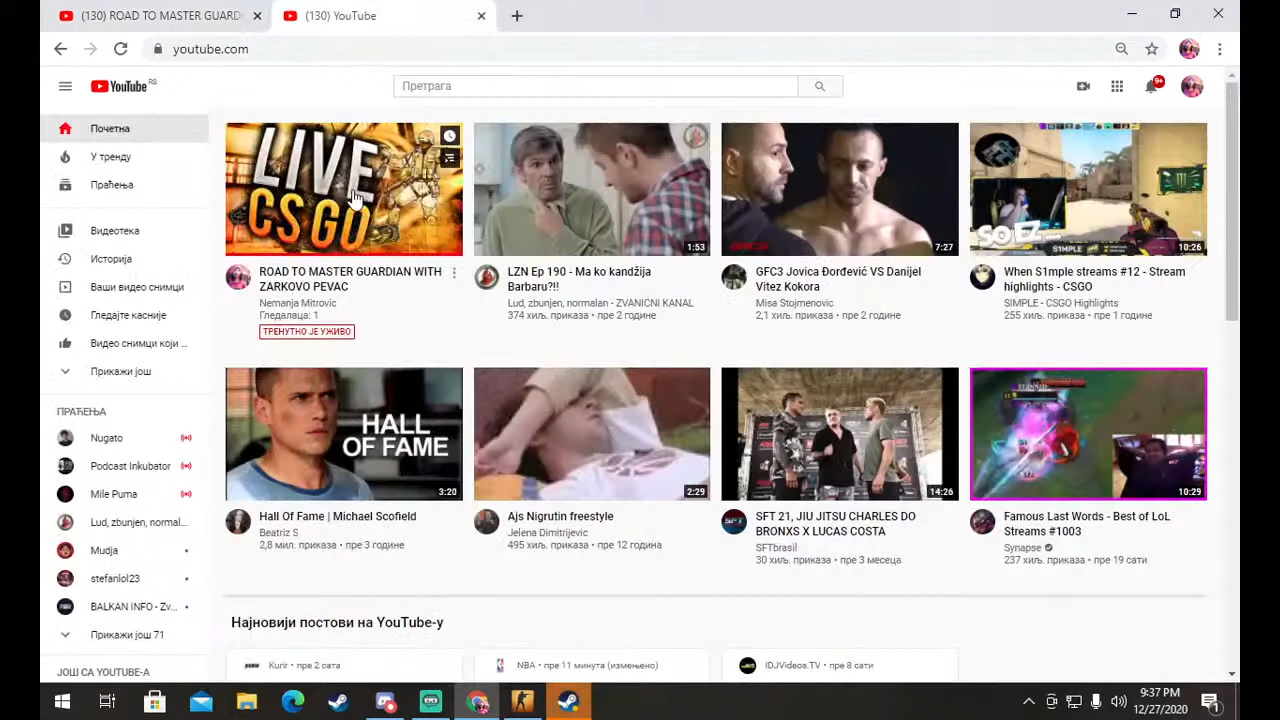 (130) ROAD TO MASTER GUARD
(130) YouTube
youtube.com
YouTube RS
Претрага
9+
Почетна
У тренду
Праћења
Видеотека
Историја
Ваши видео снимци
Гледајте касније
Видео снимци који ...
Прикажи још
ПРАЋЕЊА
Nugato
Podcast Inkubator
Mile Puma
Lud, zbunjen, normal...
Mudja
stefanlol23
BALKAN INFO - Zv...
Прикажи још 71
ЈОШ СА YOUTUBE-А
LIVE
CS GO
ROAD TO MASTER GUARDIAN WITH
ZARKOVO PEVAC
Nemanja Mitrovic
Гледалаца: 1
ТРЕНУТНО ЈЕ УЖИВО
1:53
LZN Ep 190 - Ma ko kandžija
Barbaru?!!
Lud, zbunjen, normalan - ZVANICNI KANAL
374 хиљ. приказа • пре 2 године
7:27
GFC3 Jovica Đorđević VS Danijel
Vitez Kokora
Misa Stojmenovic
2,1 хиљ. приказа • пре 2 године
SO EZ...
S1MPLE
10:26
When S1mple streams #12 - Stream
highlights - CSGO
SIMPLE - CSGO Highlights
255 хиљ. приказа • пре 1 године
HALL
OF FAME
3:20
Hall Of Fame | Michael Scofield
Beatriz S
2,8 мил. приказа • пре 3 године
2:29
Ajs Nigrutin freestyle
Jelena Dimitrijevic
495 хиљ. приказа • пре 12 година
14:26
SFT 21, JIU JITSU CHARLES DO
BRONXS X LUCAS COSTA
SFTbrasil
30 хиљ. приказа • пре 3 месеца
10:29
Famous Last Words - Best of LoL
Streams #1003
Synapse
237 хиљ. приказа • пре 19 сати
Најновији постови на YouTube-у
Kurir • пре 2 сата
NBA • пре 11 минута (измењено)
IDJVideos.TV • пре 8 сати
9:37 PM
12/27/2020
1